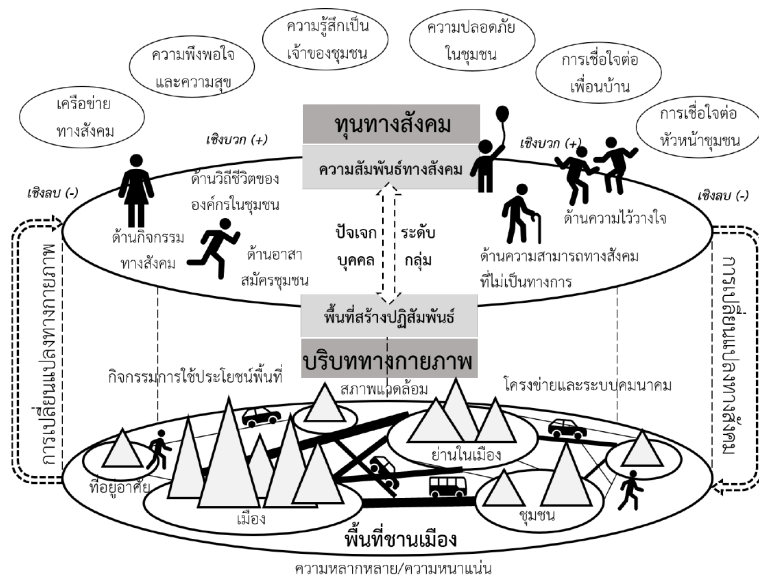 ความรู้สึกเป็น
เจ้าของชุมชน
ความปลอดภัย
ในชุมชน
ความพึงพอใจ
และความสุข
การเชื่อใจต่อ
เพื่อนบ้าน
เครือข่าย
ทางสังคม
การเชื่อใจต่อ
หัวหน้าชุมชน
เชิงบวก (+)
ทุนทางสังคม
เชิงบวก (+)
ความสัมพันธ์ทางสังคม
เชิงลบ (-)
เชิงลบ (-)
ด้านวิถีชีวิตของ
องค์กรในชุมชน
ด้านความไว้วางใจ
ด้านกิจกรรม
ทางสังคม
ด้านอาสา
สมัครชุมชน
ปัจเจก
บุคคล
ระดับ
กลุ่ม
ด้านความสามารถทางสังคม
ที่ไม่เป็นทางการ
พื้นที่สร้างปฏิสัมพันธ์
บริบททางกายภาพ
การเปลี่ยนแปลงทางกายภาพ
การเปลี่ยนแปลงทางสังคม
กิจกรรมการใช้ประโยชน์พื้นที่
สภาพแวดล้อม
โครงข่ายและระบบคมนาคม
ย่านในเมือง
ที่อยู่อาศัย
เมือง
ชุมชน
พื้นที่ชานเมือง
ความหลากหลาย/ความหนาแน่น